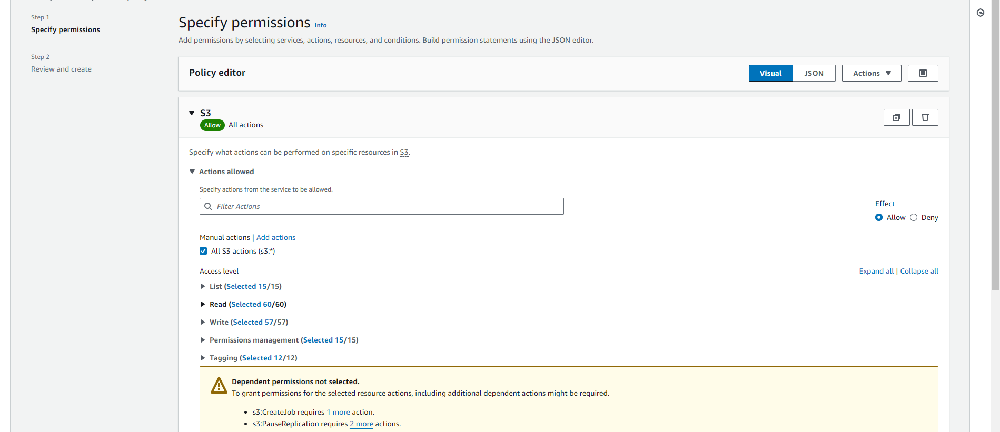 Step 1
Specify permissions
Step 2
Review and create
Specify permissions Info
Add permissions by selecting services, actions, resources, and conditions. Build permission statements using the JSON editor.
Policy editor
Visual JSON Actions
S3
Allow All actions
Specify what actions can be performed on specific resources in S3.
Actions allowed
Specify actions from the service to be allowed.
Filter Actions
Effect
Allow Deny
Manual actions | Add actions
All S3 actions (s3:*)
Access level Expand all | Collapse all
List (Selected 15/15)
Read (Selected 60/60)
Write (Selected 57/57)
Permissions management (Selected 15/15)
Tagging (Selected 12/12)
Dependent permissions not selected.
To grant permissions for the selected resource actions, including additional dependent actions might be required.
s3:CreateJob requires 1 more action.
s3:PauseReplication requires 2 more actions.